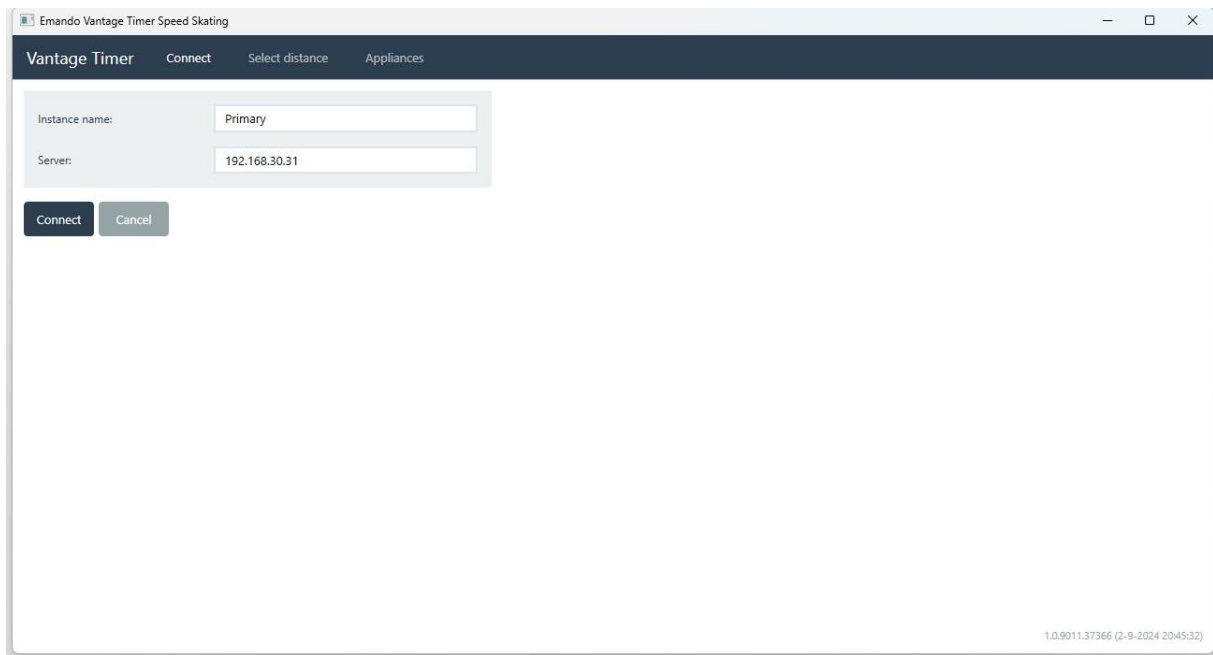 Emando Vantage Timer Speed Skating
Vantage Timer Connect Select distance Appliances
Instance name: Primary
Server: 192.168.30.31
Connect Cancel
1.0.9011.37366 (2-9-2024 20:45:32)